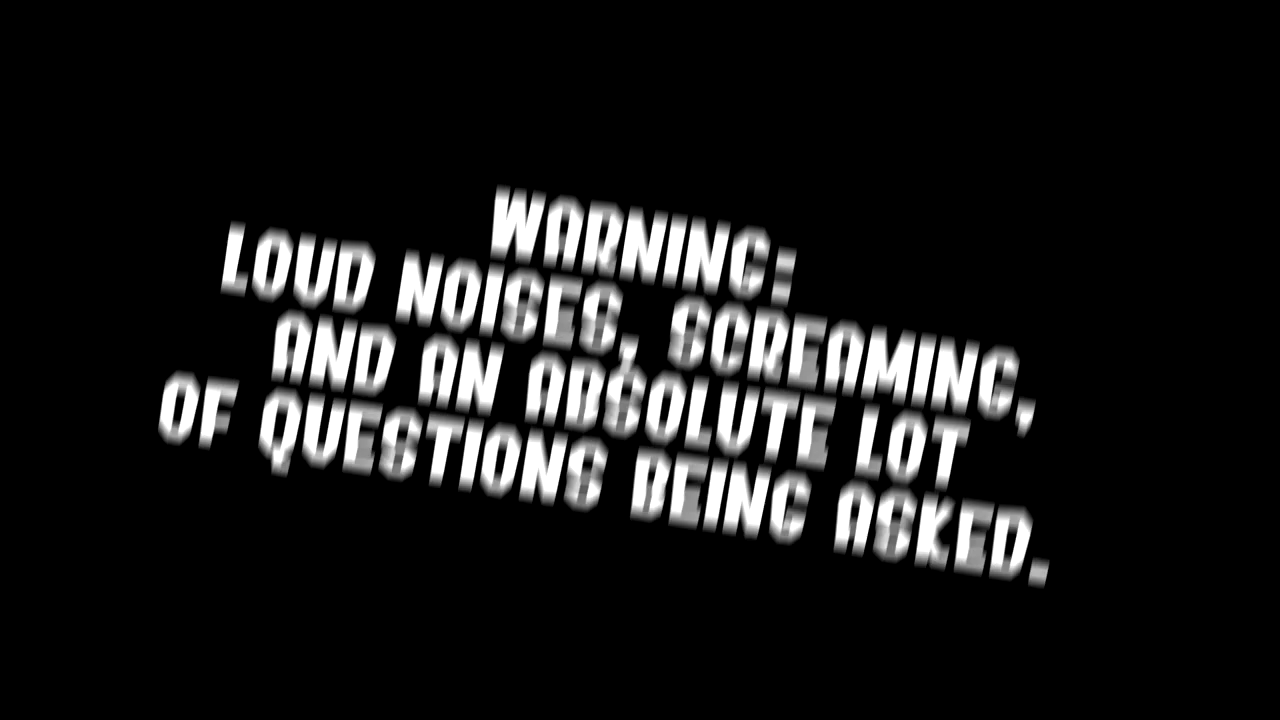 WARNING:
LOUD NOISES, SCREAMING,
AND AN ABSOLUTE LOT
OF QUESTIONS BEING ASKED.